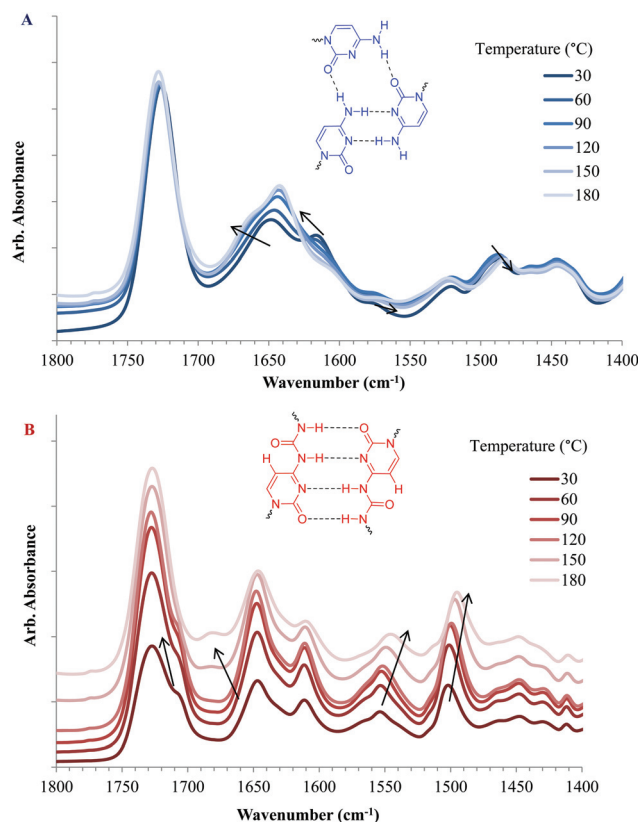 A
Temperature (°C)
30
60
90
120
150
180
Arb. Absorbance
1800 1750 1700 1650 1600 1550 1500 1450 1400
Wavenumber (cm-1)
N
N
O
N
H
H
O
N
N
H
N
H
N
O
N
N
H
H
B
Temperature (°C)
30
60
90
120
150
180
Arb. Absorbance
1800 1750 1700 1650 1600 1550 1500 1450 1400
Wavenumber (cm-1)
N H O
O N
H N H N
N H N H
N O H N O